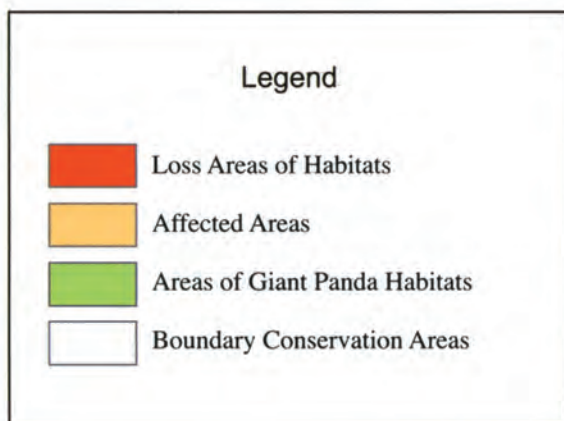 Legend
Loss Areas of Habitats
Affected Areas
Areas of Giant Panda Habitats
Boundary Conservation Areas